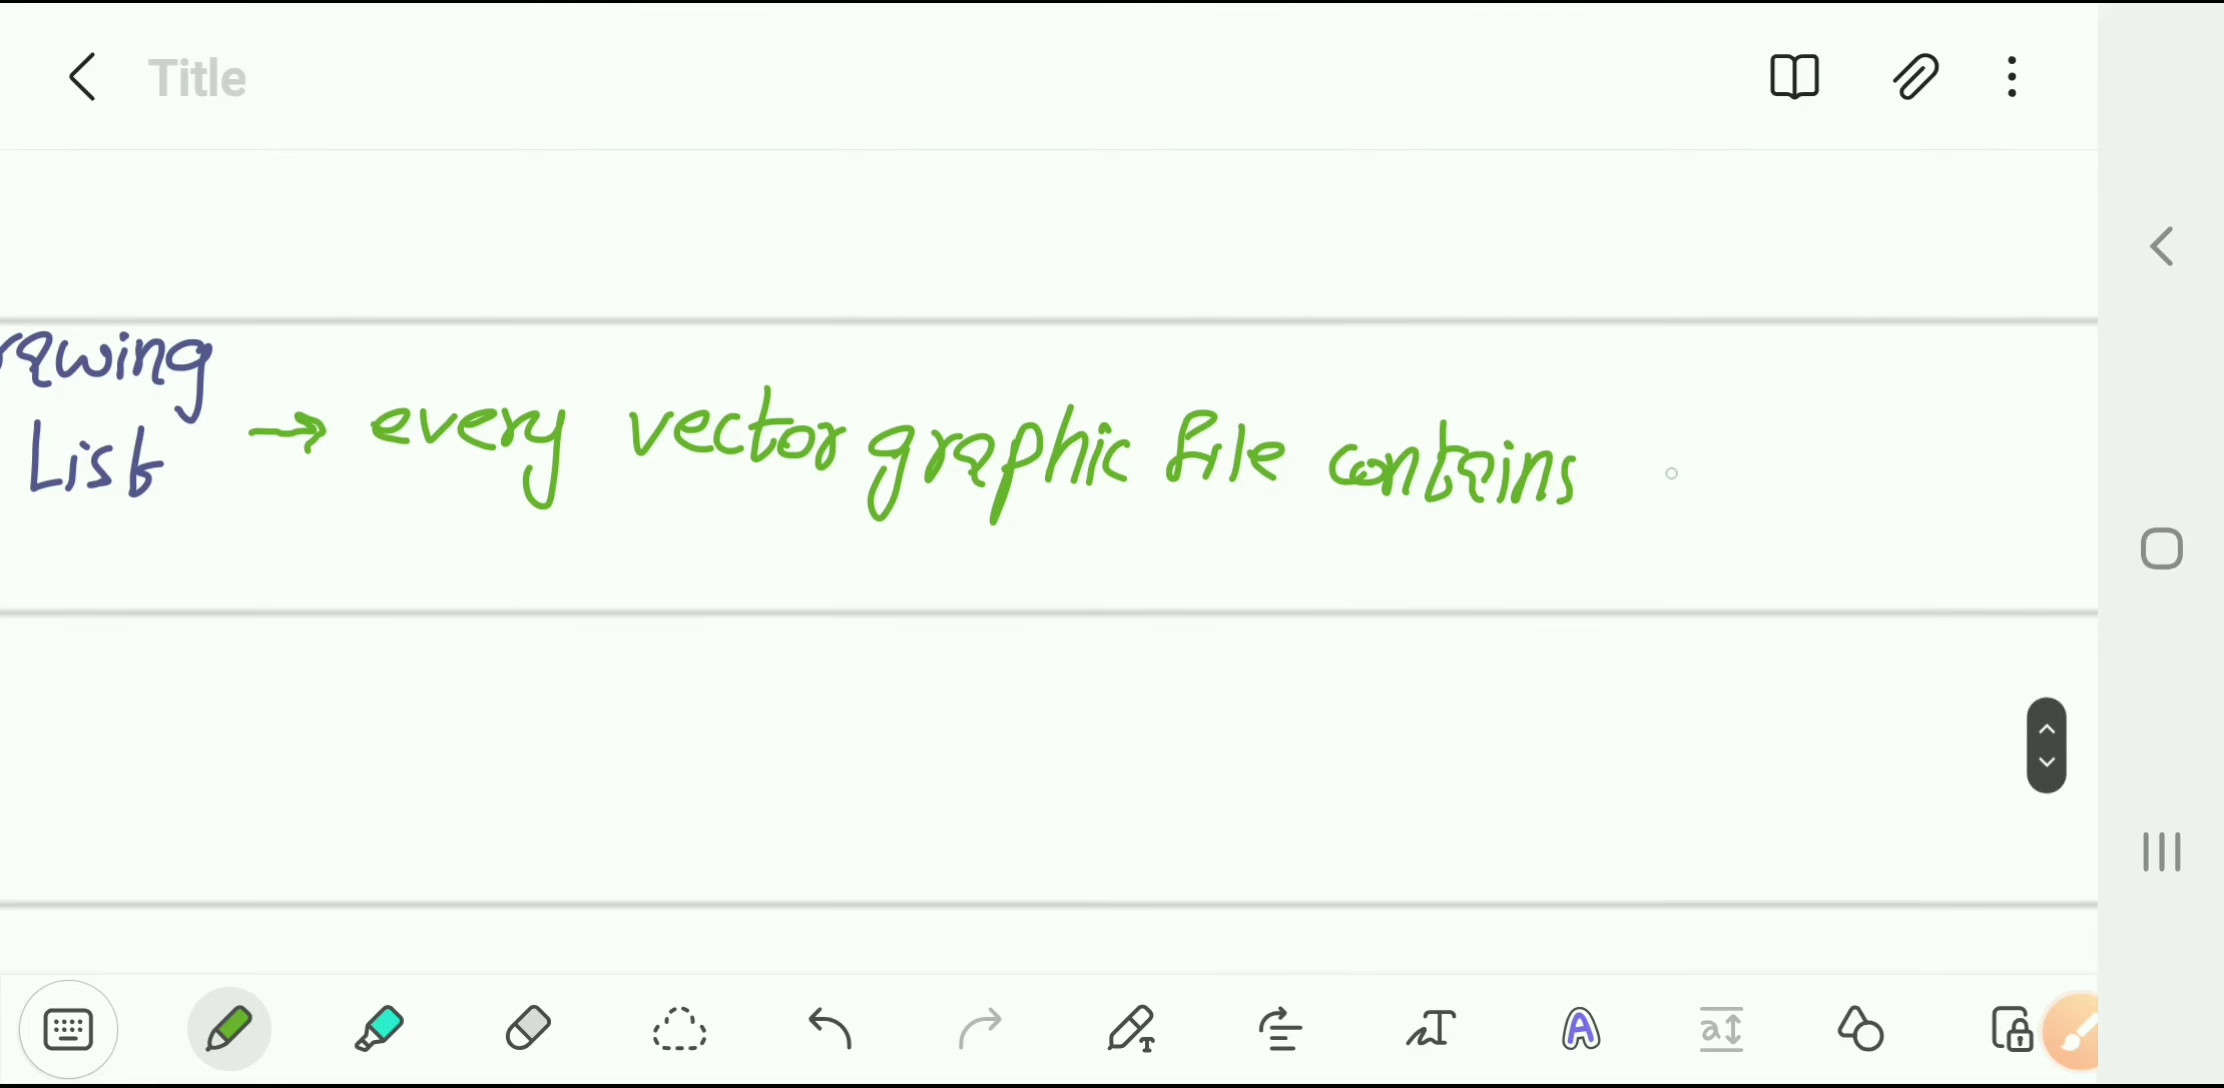 Title
rawing
List → every vector graphic file contains